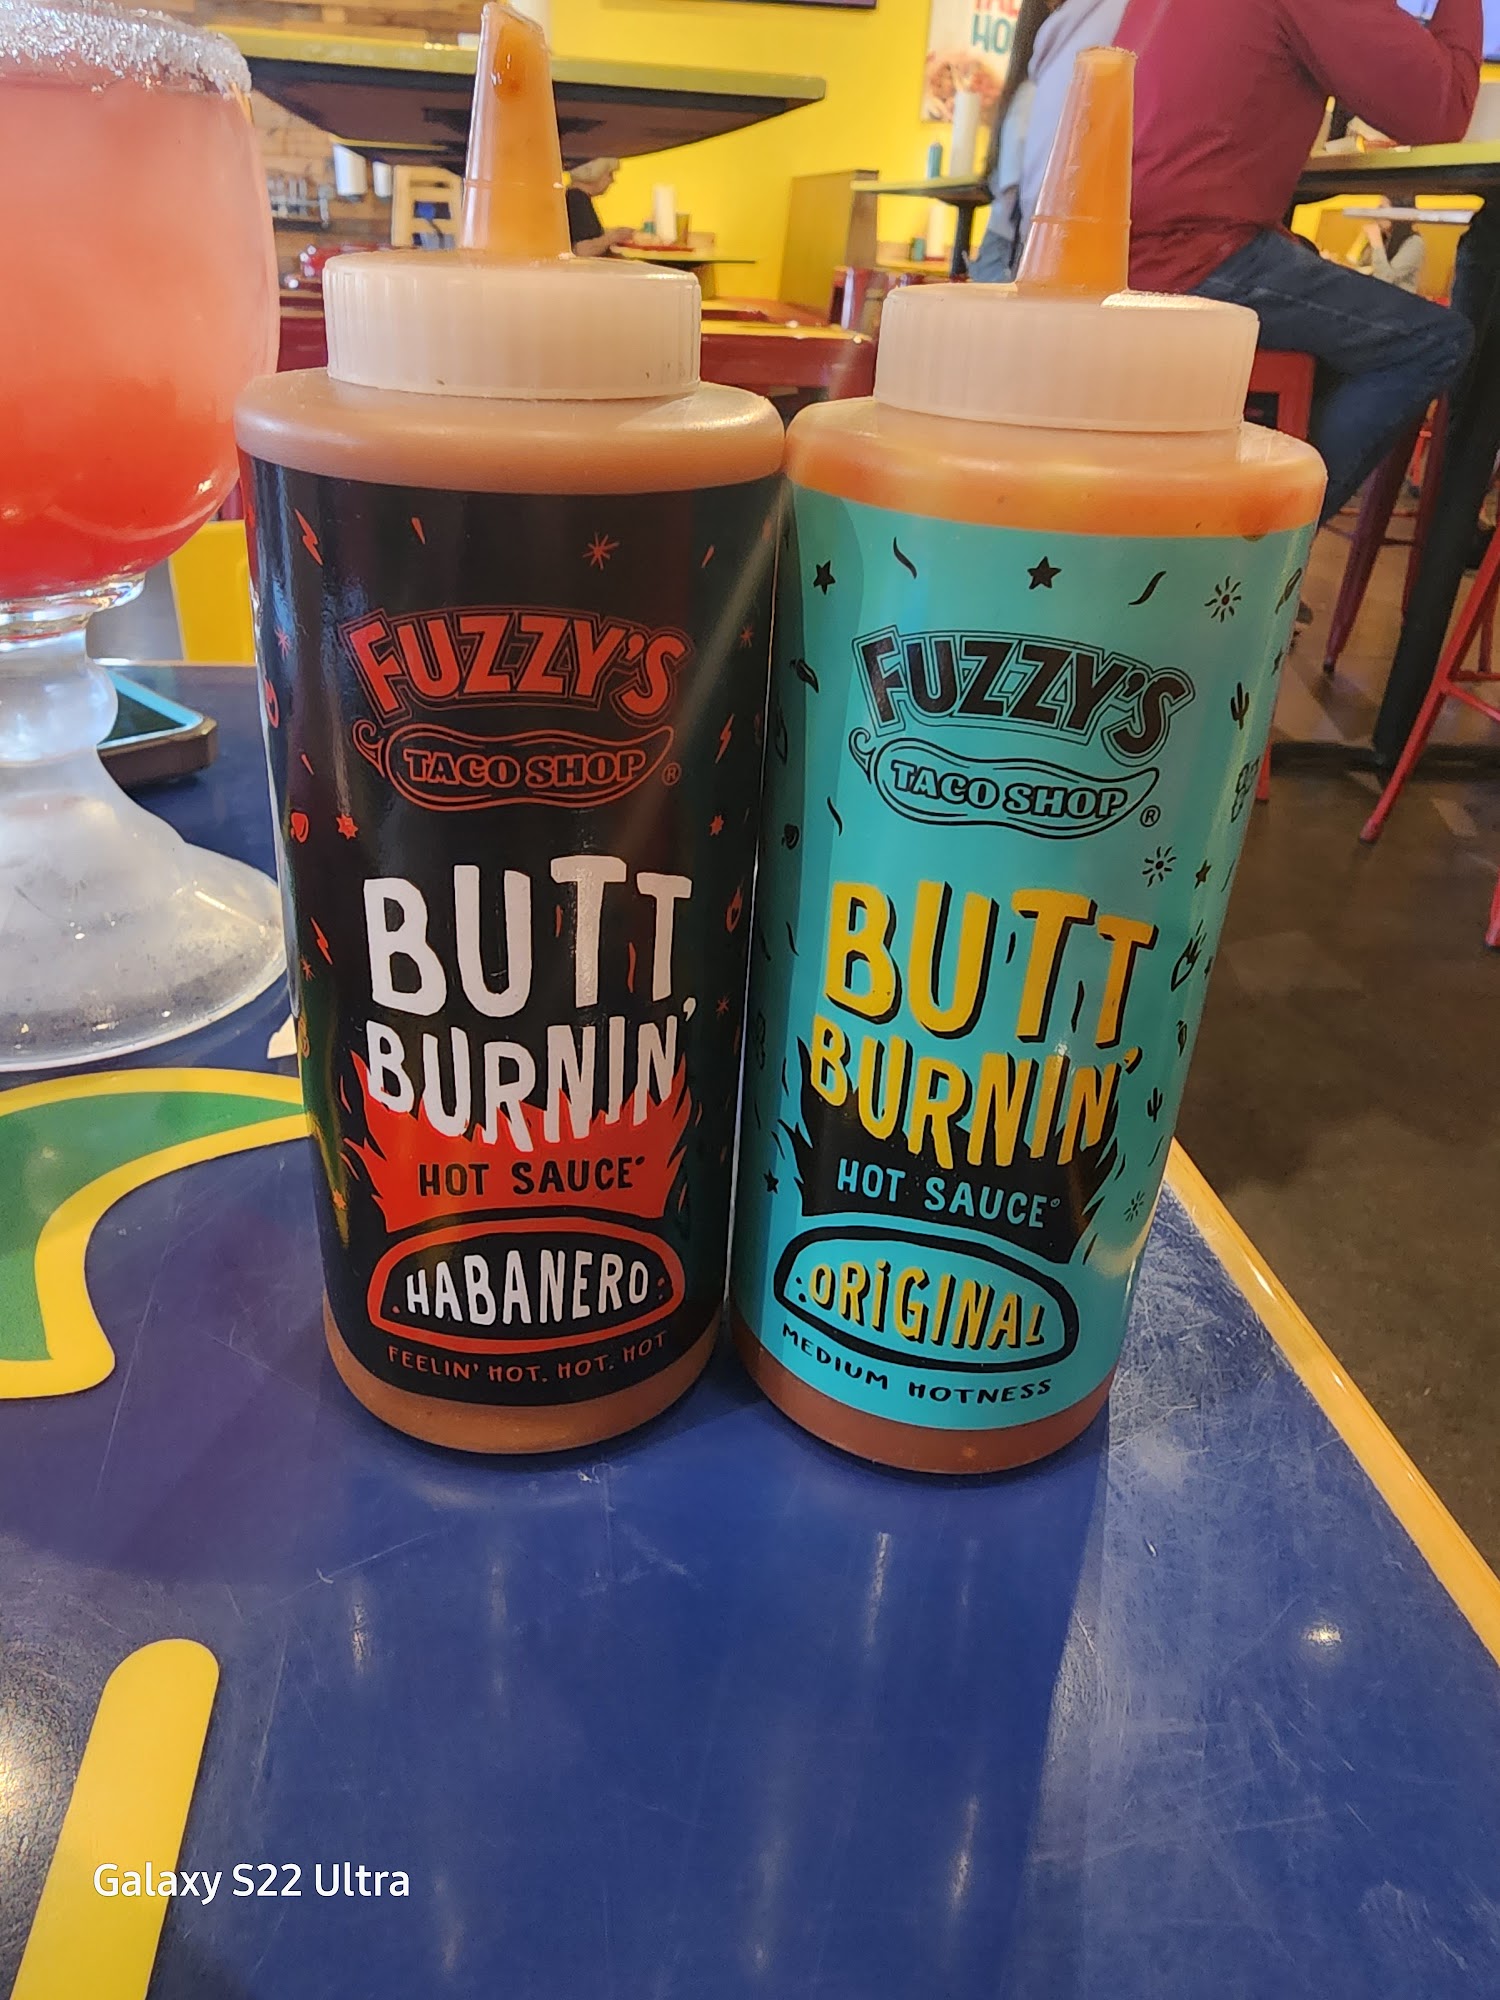 HO
FUZZY'S
TACO SHOP®
BUTT
BURNIN'
HOT SAUCE®
HABANERO
FEELIN' HOT. HOT. HOT
FUZZY'S
TACO SHOP®
BUTT
BURNIN'
HOT SAUCE®
ORIGINAL
MEDIUM HOTNESS
Galaxy S22 Ultra